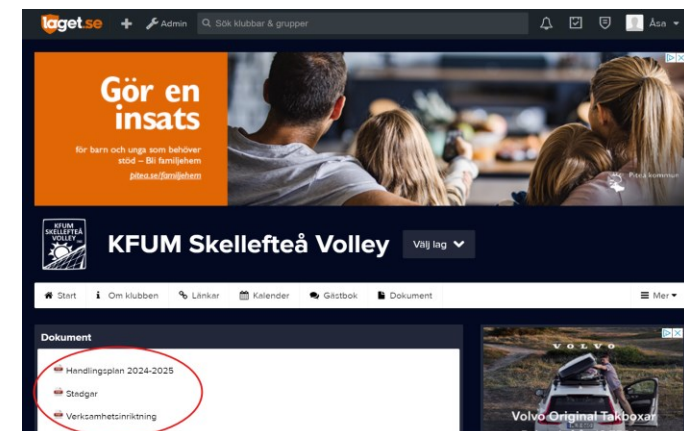 laget.se + Admin Sök klubbar & grupper Åsa
Gör en
insats
för barn och unga som behöver
stöd – Bli familjehem
pitea.se/familjehem
Piteå kommun
KFUM
SKELLEFTEÅ
VOLLEY
KFUM Skellefteå Volley Välj lag
Start Om klubben Länkar Kalender Gästbok Dokument Mer
Dokument
Handlingsplan 2024-2025
Stadgar
Verksamhetsinriktning
VOLVO
Volvo Original Takboxar